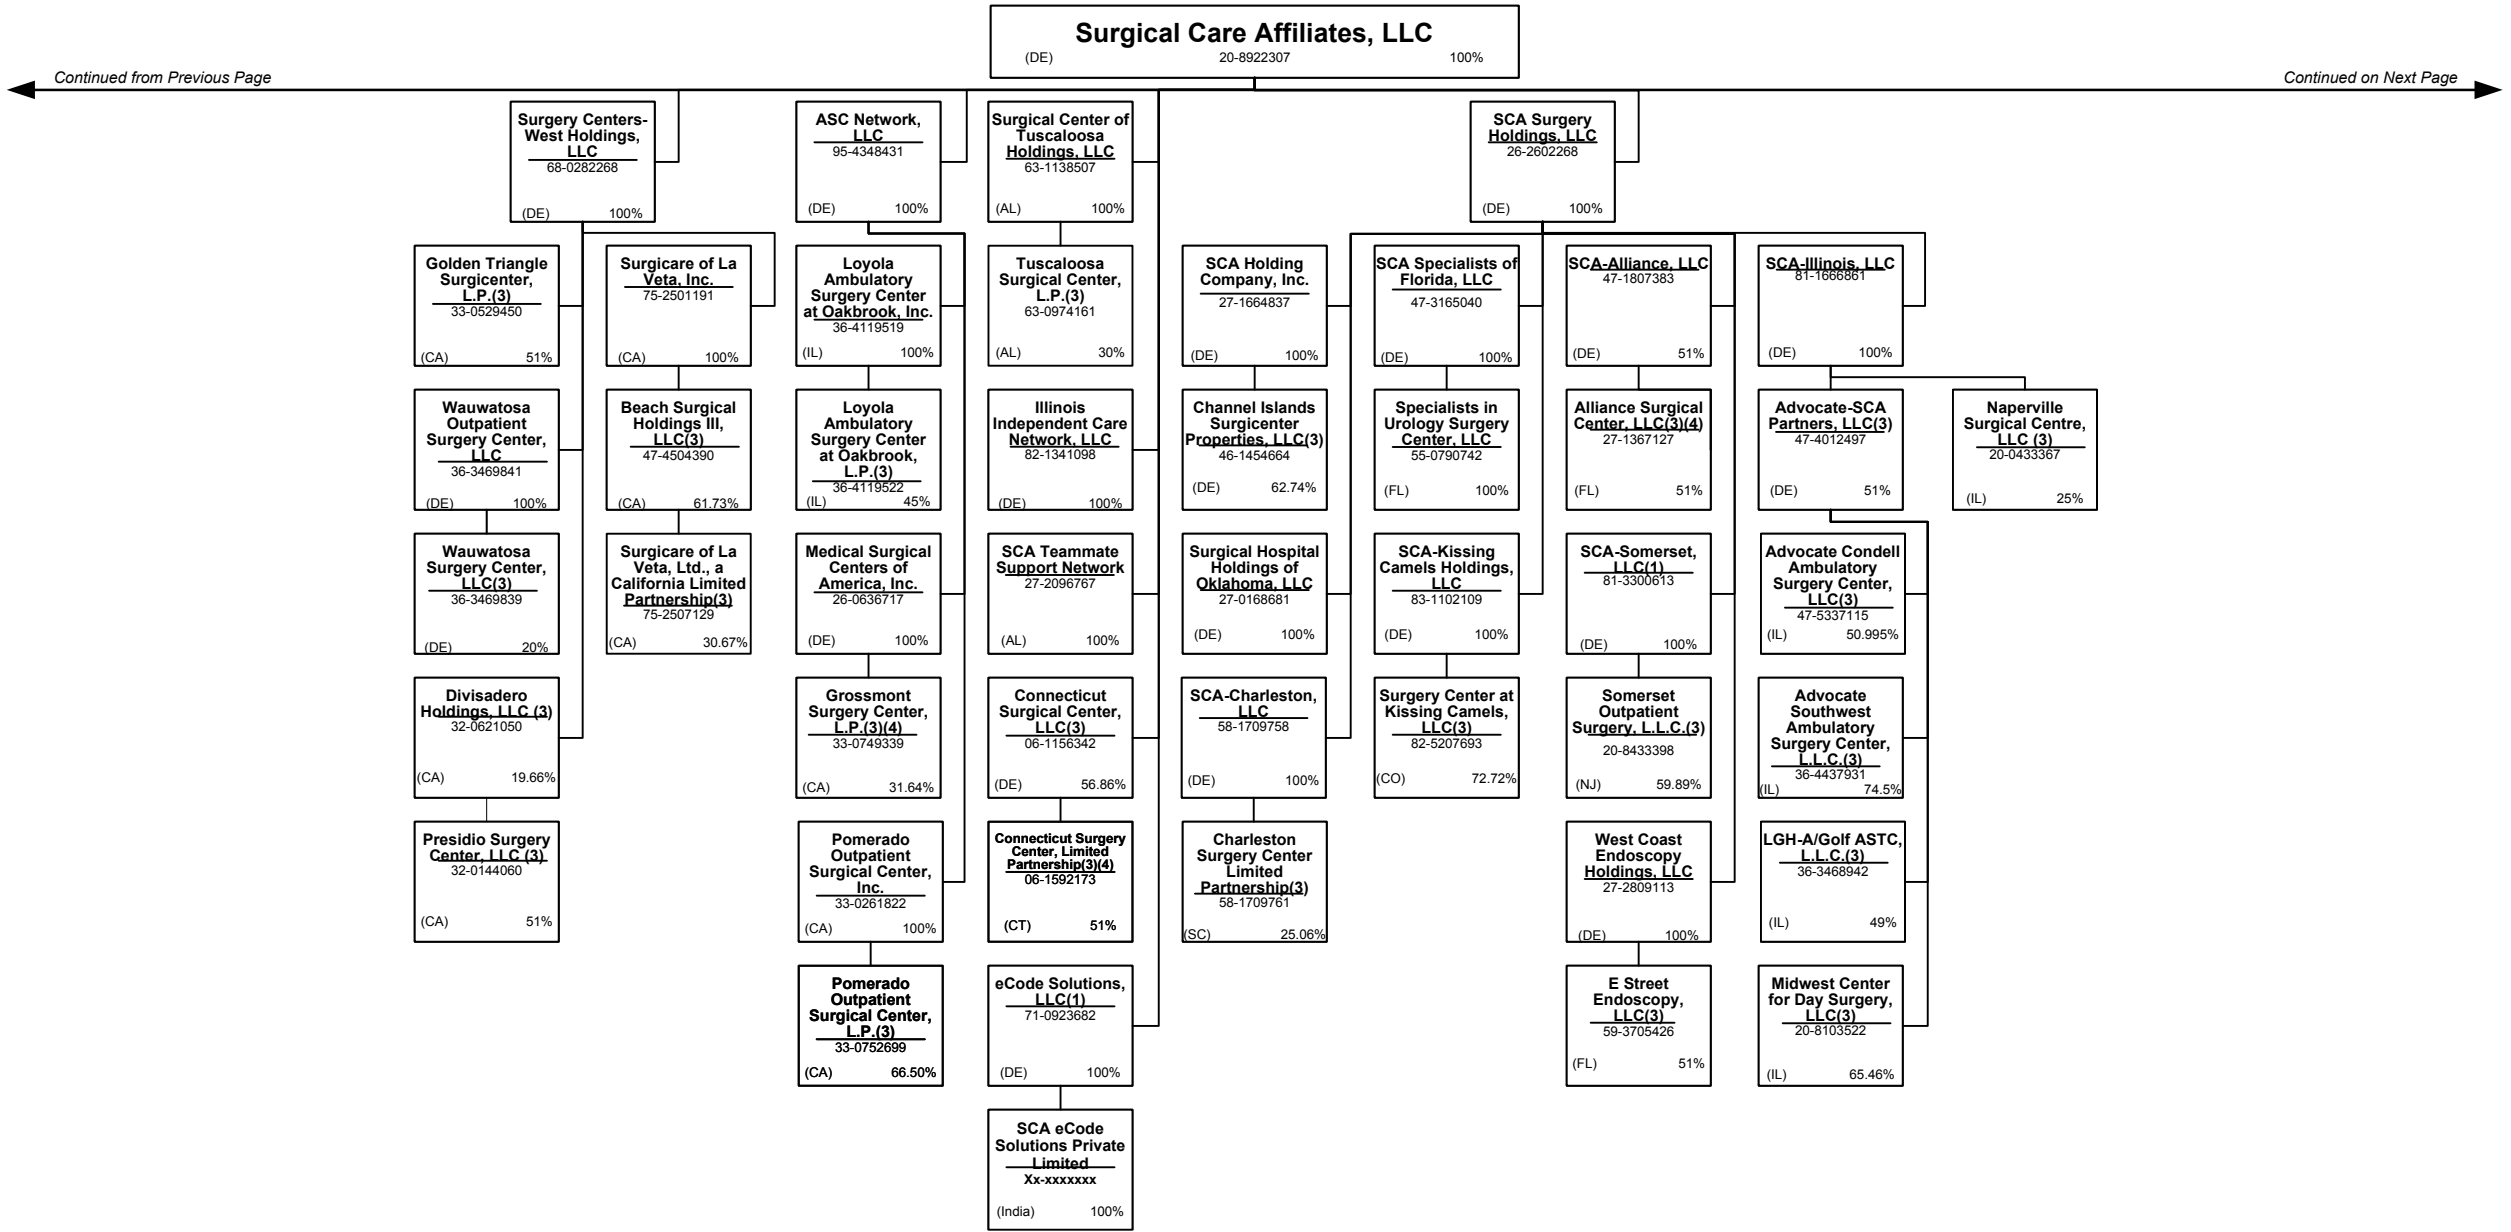 Surgical Care Affiliates, LLC
(DE) 20-8922307 100%
Continued from Previous Page
Continued on Next Page
Surgery Centers-
West Holdings,
LLC
68-0282268
(DE) 100%
ASC Network,
LLC
95-4348431
(DE) 100%
Surgical Center of
Tuscaloosa
Holdings, LLC
63-1138507
(AL) 100%
SCA Surgery
Holdings, LLC
26-2602268
(DE) 100%
Golden Triangle
Surgicenter,
L.P.(3)
33-0529450
(CA) 51%
Surgicare of La
Veta, Inc.
75-2501191
(CA) 100%
Loyola
Ambulatory
Surgery Center
at Oakbrook, Inc.
36-4119519
(IL) 100%
Tuscaloosa
Surgical Center,
L.P.(3)
63-0974161
(AL) 30%
SCA Holding
Company, Inc.
27-1664837
(DE) 100%
SCA Specialists of
Florida, LLC
47-3165040
(DE) 100%
SCA-Alliance, LLC
47-1807383
(DE) 51%
SCA-Illinois, LLC
81-1666861
(DE) 100%
Wauwatosa
Outpatient
Surgery Center,
LLC
36-3469841
(DE) 100%
Beach Surgical
Holdings III,
LLC(3)
47-4504390
(CA) 61.73%
Loyola
Ambulatory
Surgery Center
at Oakbrook,
L.P.(3)
36-4119522
(IL) 45%
Illinois
Independent Care
Network, LLC
82-1341098
(DE) 100%
Channel Islands
Surgicenter
Properties, LLC(3)
46-1454664
(DE) 62.74%
Specialists in
Urology Surgery
Center, LLC
55-0790742
(FL) 100%
Alliance Surgical
Center, LLC(3)(4)
27-1367127
(FL) 51%
Advocate-SCA
Partners, LLC(3)
47-4012497
(DE) 51%
Naperville
Surgical Centre,
LLC (3)
20-0433367
(IL) 25%
Wauwatosa
Surgery Center,
LLC(3)
36-3469839
(DE) 20%
Surgicare of La
Veta, Ltd., a
California Limited
Partnership(3)
75-2507129
(CA) 30.67%
Medical Surgical
Centers of
America, Inc.
26-0636717
(DE) 100%
SCA Teammate
Support Network
27-2096767
(AL) 100%
Surgical Hospital
Holdings of
Oklahoma, LLC
27-0168681
(DE) 100%
SCA-Kissing
Camels Holdings,
LLC
83-1102109
(DE) 100%
SCA-Somerset,
LLC(1)
81-3300613
(DE) 100%
Advocate Condell
Ambulatory
Surgery Center,
LLC(3)
47-5337115
(IL) 50.995%
Divisadero
Holdings, LLC (3)
32-0621050
(CA) 19.66%
Grossmont
Surgery Center,
L.P.(3)(4)
33-0749339
(CA) 31.64%
Connecticut
Surgical Center,
LLC(3)
06-1156342
(DE) 56.86%
SCA-Charleston,
LLC
58-1709758
(DE) 100%
Surgery Center at
Kissing Camels,
LLC(3)
82-5207693
(CO) 72.72%
Somerset
Outpatient
Surgery, L.L.C.(3)
20-8433398
(NJ) 59.89%
Advocate
Southwest
Ambulatory
Surgery Center,
L.L.C.(3)
36-4437931
(IL) 74.5%
Presidio Surgery
Center, LLC (3)
32-0144060
(CA) 51%
Pomerado
Outpatient
Surgical Center,
Inc.
33-0261822
(CA) 100%
Connecticut Surgery
Center, Limited
Partnership(3)(4)
06-1592173
(CT) 51%
Charleston
Surgery Center
Limited
Partnership(3)
58-1709761
(SC) 25.06%
West Coast
Endoscopy
Holdings, LLC
27-2809113
(DE) 100%
LGH-A/Golf ASTC,
L.L.C.(3)
36-3468942
(IL) 49%
Pomerado
Outpatient
Surgical Center,
L.P.(3)
33-0752699
(CA) 66.50%
eCode Solutions,
LLC(1)
71-0923682
(DE) 100%
E Street
Endoscopy,
LLC(3)
59-3705426
(FL) 51%
Midwest Center
for Day Surgery,
LLC(3)
20-8103522
(IL) 65.46%
SCA eCode
Solutions Private
Limited
Xx-xxxxxxx
(India) 100%